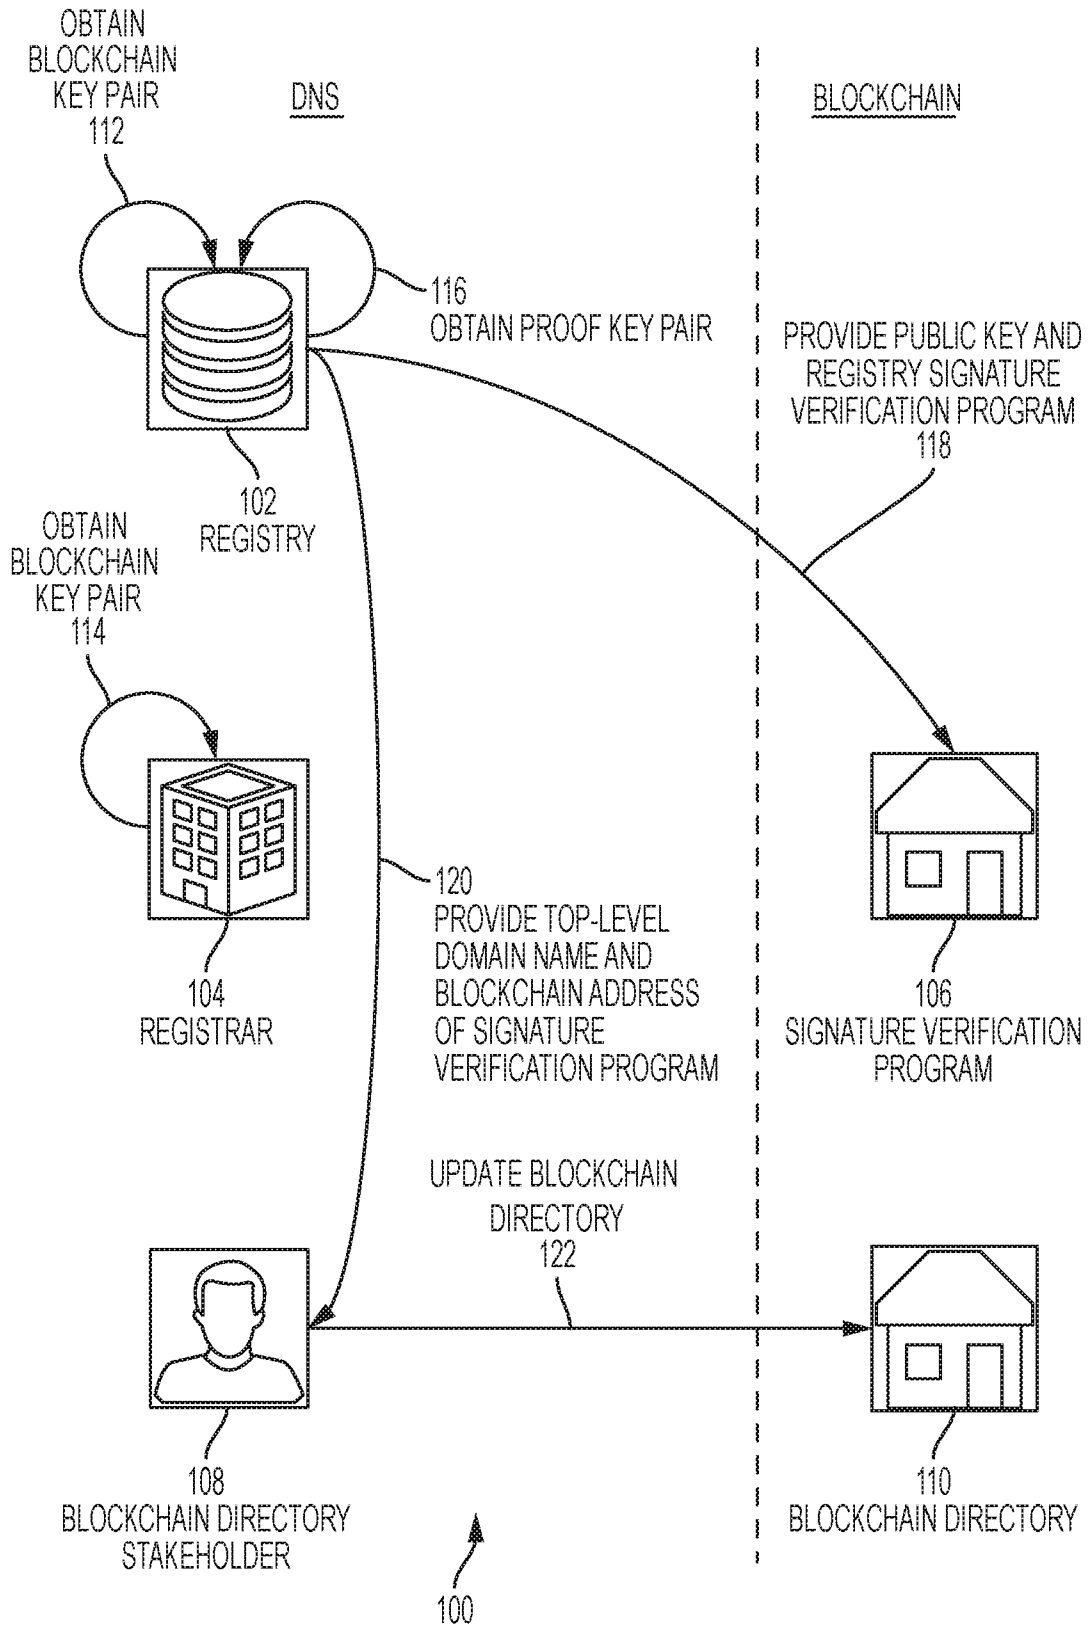 OBTAIN
BLOCKCHAIN
KEY PAIR
112
DNS
BLOCKCHAIN
116
OBTAIN PROOF KEY PAIR
PROVIDE PUBLIC KEY AND
REGISTRY SIGNATURE
VERIFICATION PROGRAM
118
102
REGISTRY
OBTAIN
BLOCKCHAIN
KEY PAIR
114
120
PROVIDE TOP-LEVEL
DOMAIN NAME AND
BLOCKCHAIN ADDRESS
OF SIGNATURE
VERIFICATION PROGRAM
104
REGISTRAR
106
SIGNATURE VERIFICATION
PROGRAM
UPDATE BLOCKCHAIN
DIRECTORY
122
108
BLOCKCHAIN DIRECTORY
STAKEHOLDER
110
BLOCKCHAIN DIRECTORY
100